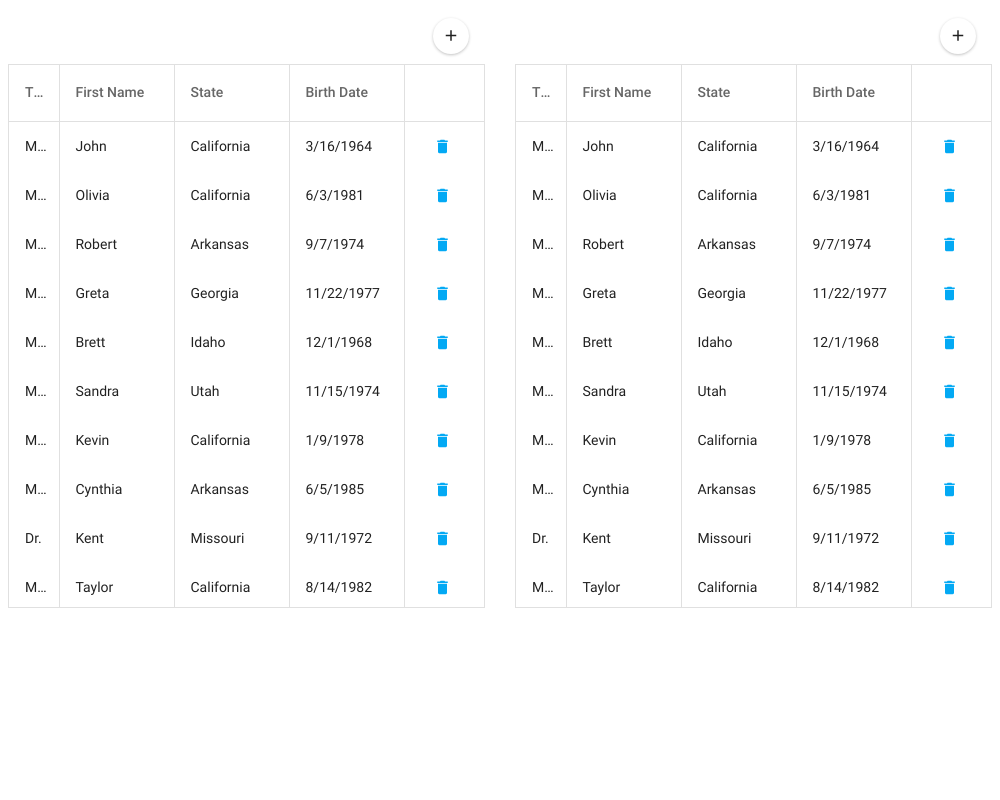 + +
T... First Name State Birth Date T... First Name State Birth Date
M... John California 3/16/1964 M... John California 3/16/1964
M... Olivia California 6/3/1981 M... Olivia California 6/3/1981
M... Robert Arkansas 9/7/1974 M... Robert Arkansas 9/7/1974
M... Greta Georgia 11/22/1977 M... Greta Georgia 11/22/1977
M... Brett Idaho 12/1/1968 M... Brett Idaho 12/1/1968
M... Sandra Utah 11/15/1974 M... Sandra Utah 11/15/1974
M... Kevin California 1/9/1978 M... Kevin California 1/9/1978
M... Cynthia Arkansas 6/5/1985 M... Cynthia Arkansas 6/5/1985
Dr. Kent Missouri 9/11/1972 Dr. Kent Missouri 9/11/1972
M... Taylor California 8/14/1982 M... Taylor California 8/14/1982